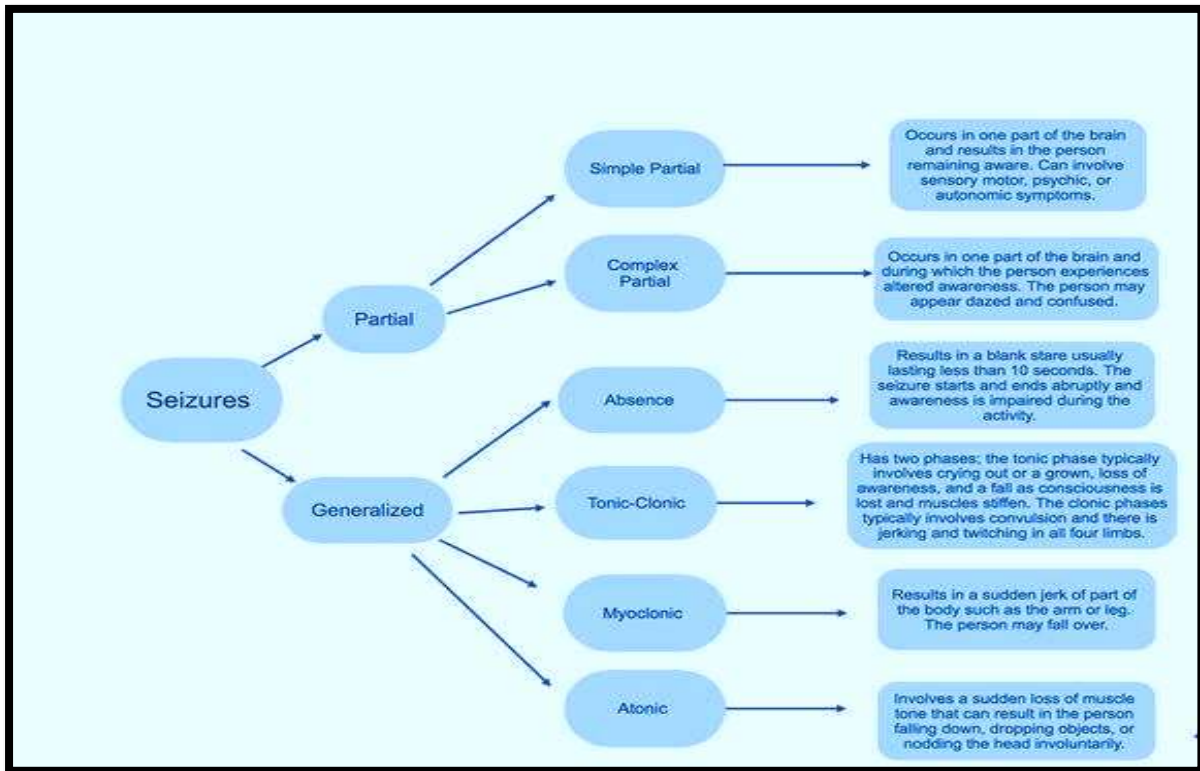 Seizures
Partial
Generalized
Simple Partial
Occurs in one part of the brain
and results in the person
remaining aware. Can involve
sensory motor, psychic, or
autonomic symptoms.
Complex
Partial
Occurs in one part of the brain and
during which the person experiences
altered awareness. The person may
appear dazed and confused.
Absence
Results in a blank stare usually
lasting less than 10 seconds. The
seizure starts and ends abruptly and
awareness is impaired during the
activity.
Tonic-Clonic
Has two phases; the tonic phase typically
involves crying out or a grown, loss of
awareness, and a fall as consciousness is
lost and muscles stiffen. The clonic phases
typically involves convulsion and there is
jerking and twitching in all four limbs.
Myoclonic
Results in a sudden jerk of part of
the body such as the arm or leg.
The person may fall over.
Atonic
Involves a sudden loss of muscle
tone that can result in the person
falling down, dropping objects, or
nodding the head involuntarily.